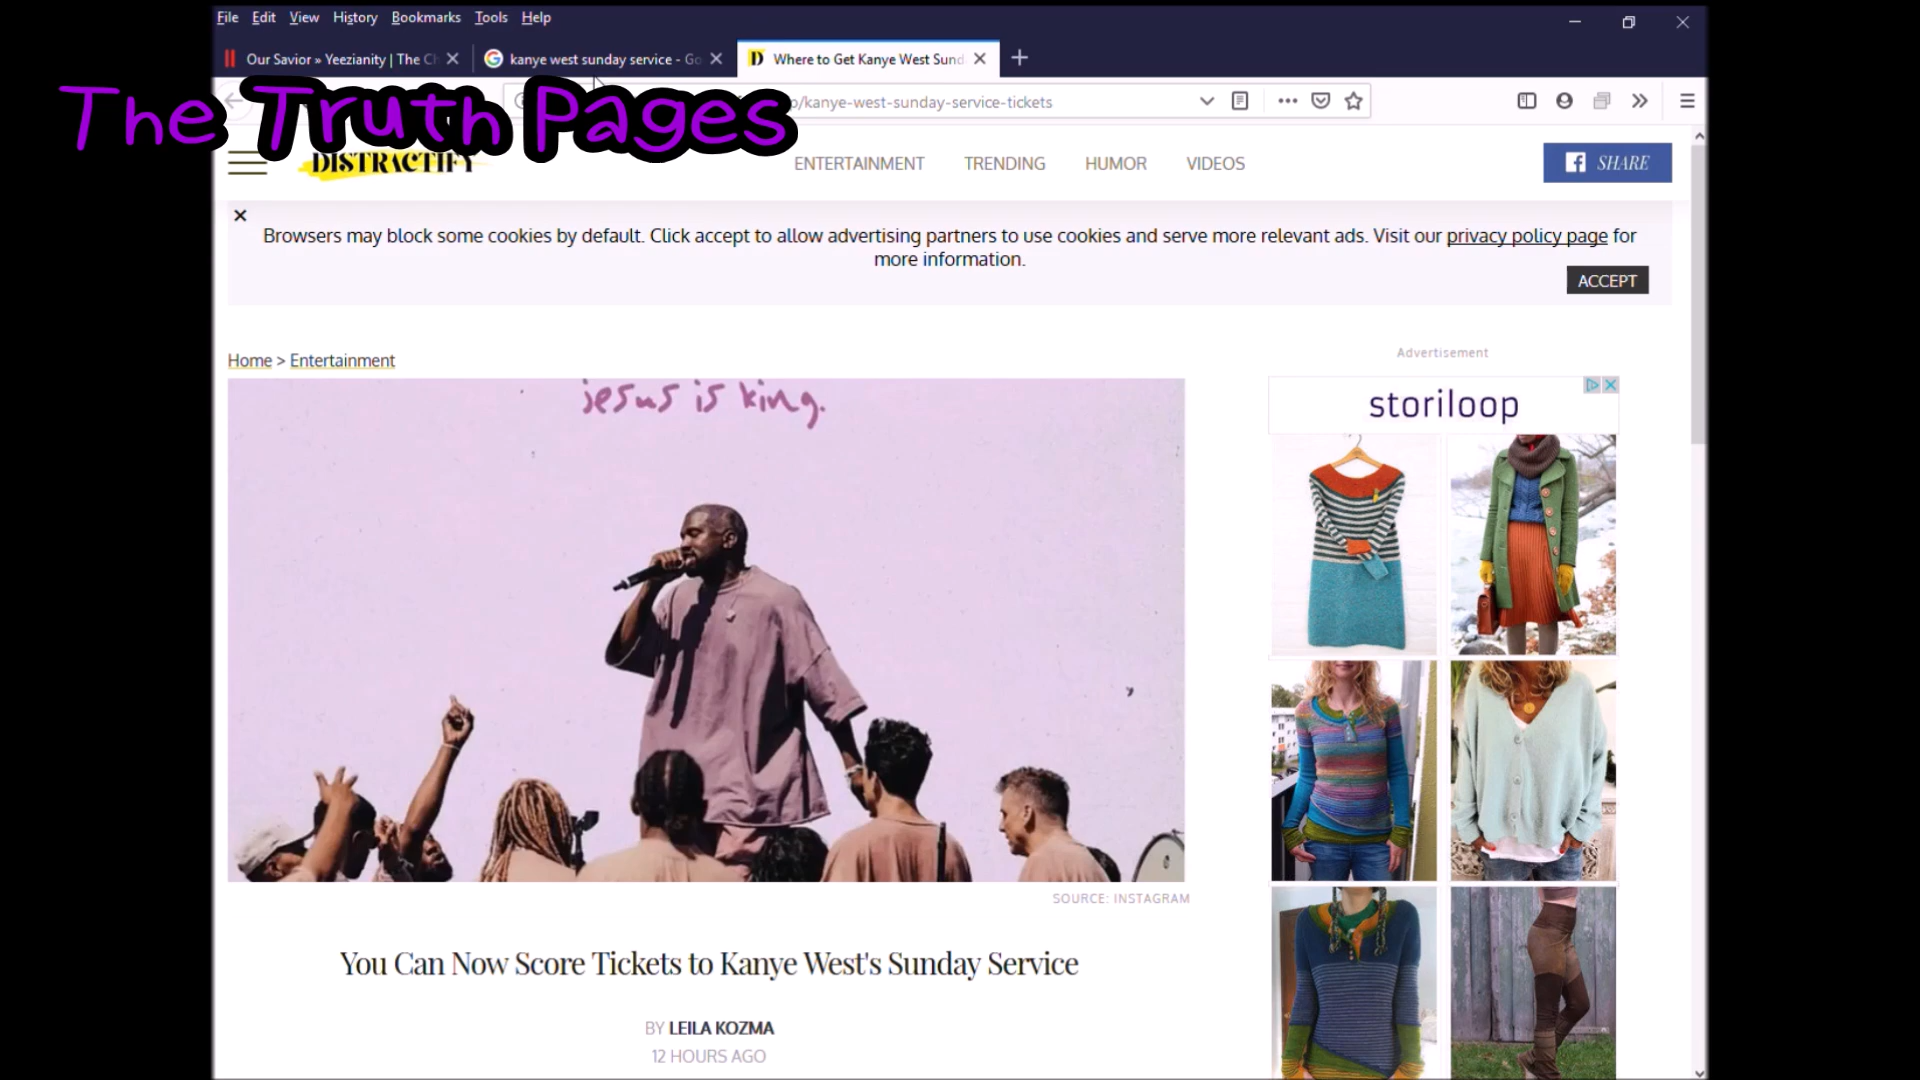 File Edit View History Bookmarks Tools Help
Our Savior » Yeezianity | The Ch
kanye west sunday service - Go
Where to Get Kanye West Sund
The Truth Pages
/kanye-west-sunday-service-tickets
DISTRACTIFY
ENTERTAINMENT TRENDING HUMOR VIDEOS
SHARE
Browsers may block some cookies by default. Click accept to allow advertising partners to use cookies and serve more relevant ads. Visit our privacy policy page for
more information.
ACCEPT
Home > Entertainment
Advertisement
jesus is king.
storiloop
SOURCE: INSTAGRAM
You Can Now Score Tickets to Kanye West's Sunday Service
BY LEILA KOZMA
12 HOURS AGO